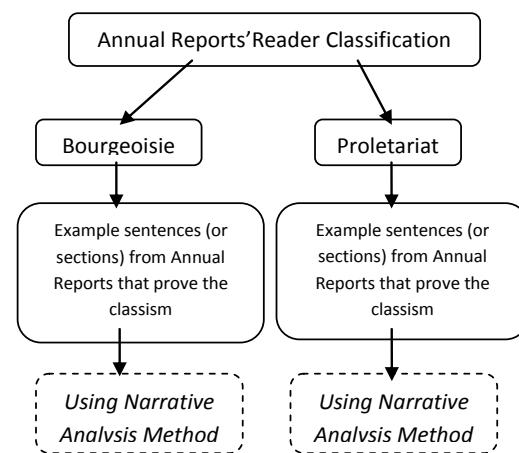 Annual Reports'Reader Classification
Bourgeoisie
Proletariat
Example sentences (or
sections) from Annual
Reports that prove the
classism
Example sentences (or
sections) from Annual
Reports that prove the
classism
Using Narrative
Analysis Method
Using Narrative
Analysis Method